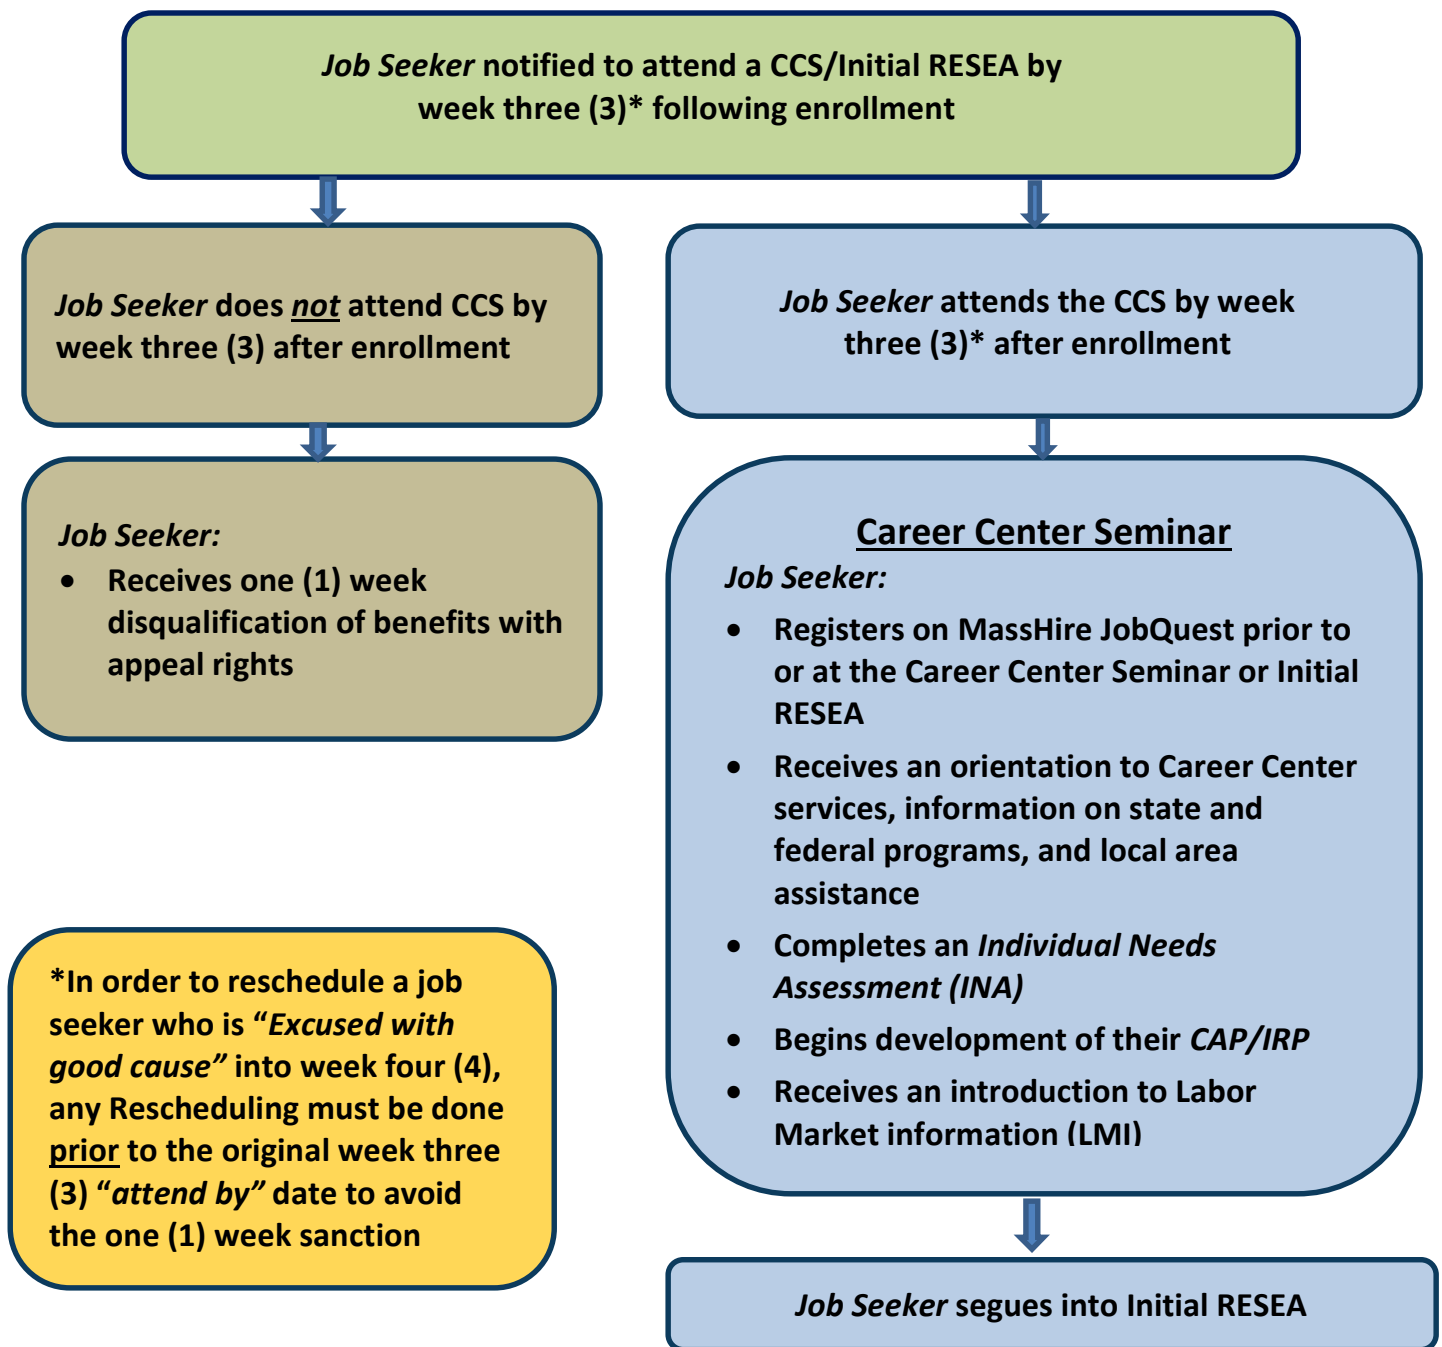 Job Seeker notified to attend a CCS/Initial RESEA by
week three (3)* following enrollment
Job Seeker does not attend CCS by
week three (3) after enrollment
Job Seeker attends the CCS by week
three (3)* after enrollment
Job Seeker:
• Receives one (1) week
disqualification of benefits with
appeal rights
Career Center Seminar
Job Seeker:
• Registers on MassHire JobQuest prior to
or at the Career Center Seminar or Initial
RESEA
• Receives an orientation to Career Center
services, information on state and
federal programs, and local area
assistance
• Completes an Individual Needs
Assessment (INA)
• Begins development of their CAP/IRP
• Receives an introduction to Labor
Market information (LMI)
*In order to reschedule a job
seeker who is “Excused with
good cause” into week four (4),
any Rescheduling must be done
prior to the original week three
(3) “attend by” date to avoid
the one (1) week sanction
Job Seeker segues into Initial RESEA